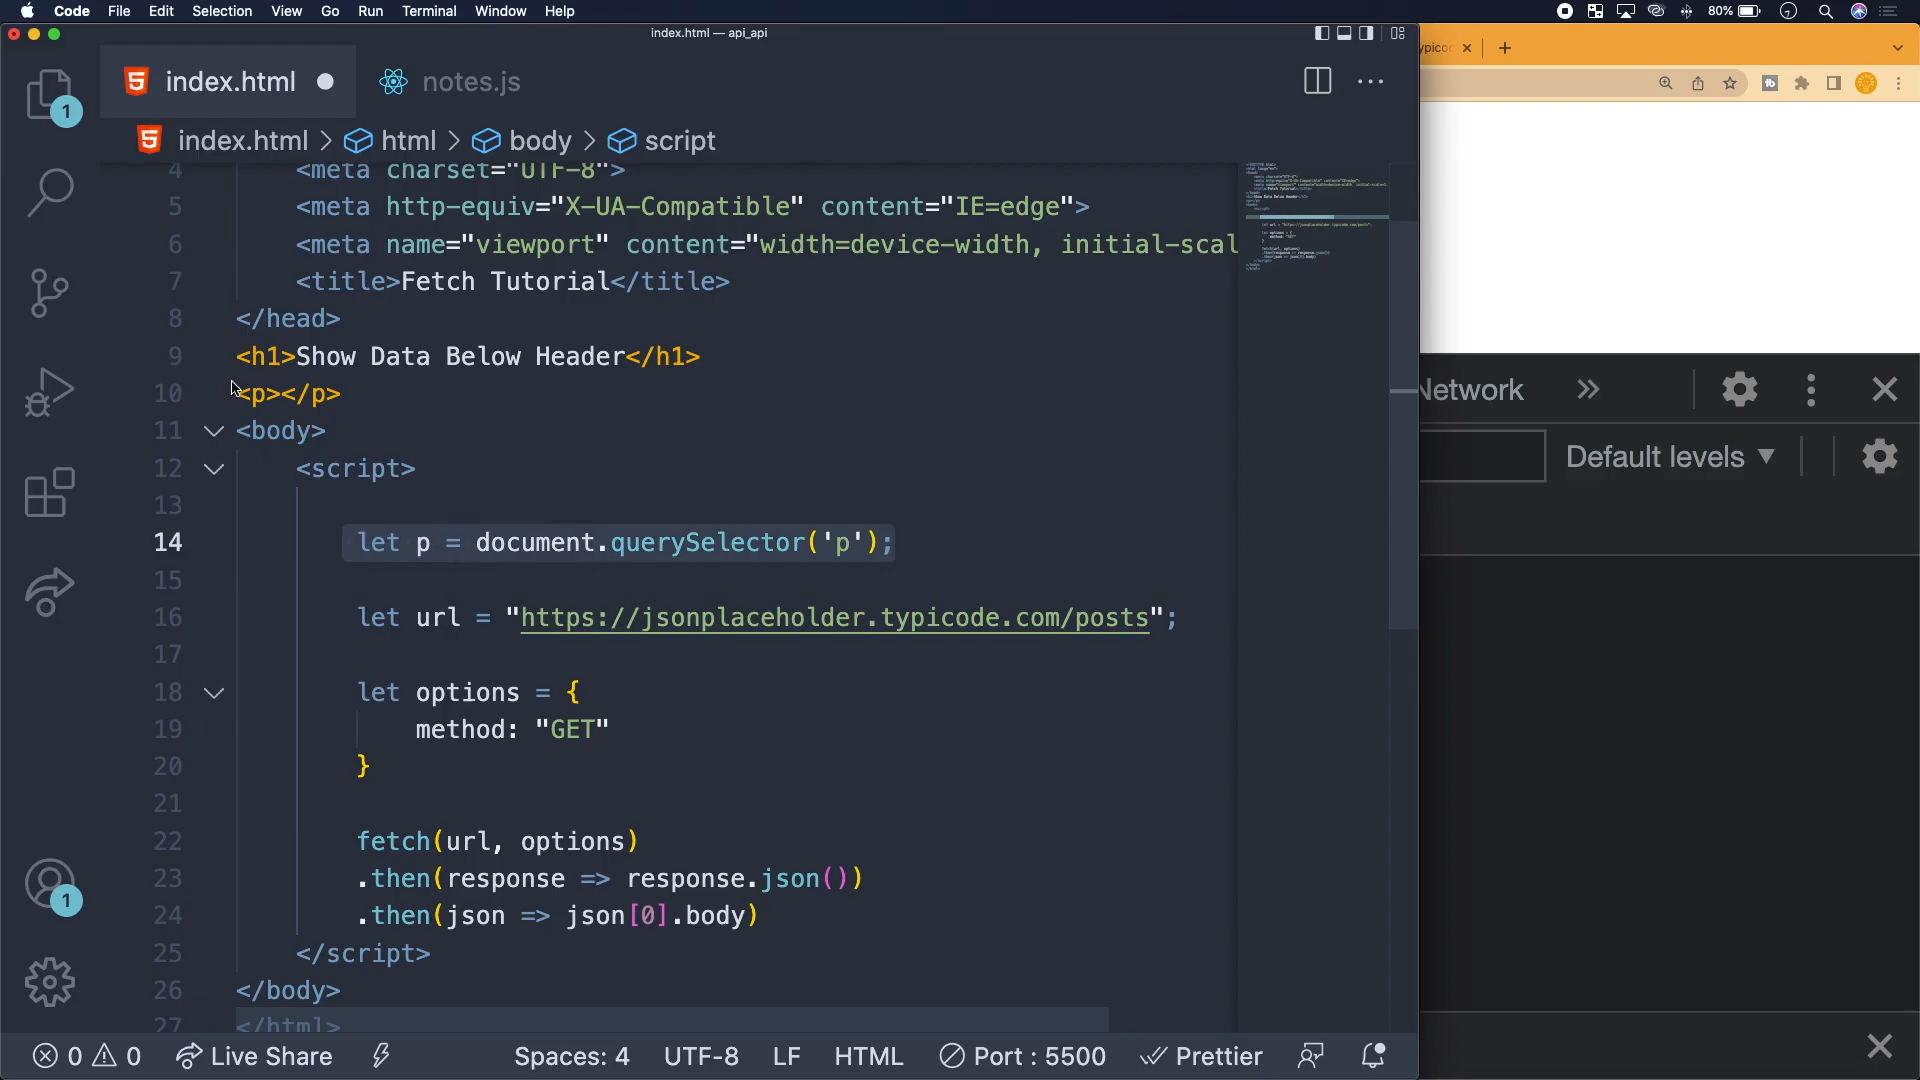 Code File Edit Selection View Go Run Terminal Window Help
80%
index.html — api_api
index.html
notes.js
index.html > html > body > script
4 <meta charset="UTF-8">
5 <meta http-equiv="X-UA-Compatible" content="IE=edge">
6 <meta name="viewport" content="width=device-width, initial-scal
7 <title>Fetch Tutorial</title>
8 </head>
9 <h1>Show Data Below Header</h1>
10 <p></p>
11 <body>
12 <script>
13
14 let p = document.querySelector('p');
15
16 let url = "https://jsonplaceholder.typicode.com/posts";
17
18 let options = {
19 method: "GET"
20 }
21
22 fetch(url, options)
23 .then(response => response.json())
24 .then(json => json[0].body)
25 </script>
26 </body>
27 </html>
1
1
0 0 Live Share Spaces: 4 UTF-8 LF HTML Port : 5500 Prettier
ypico
Network
Default levels